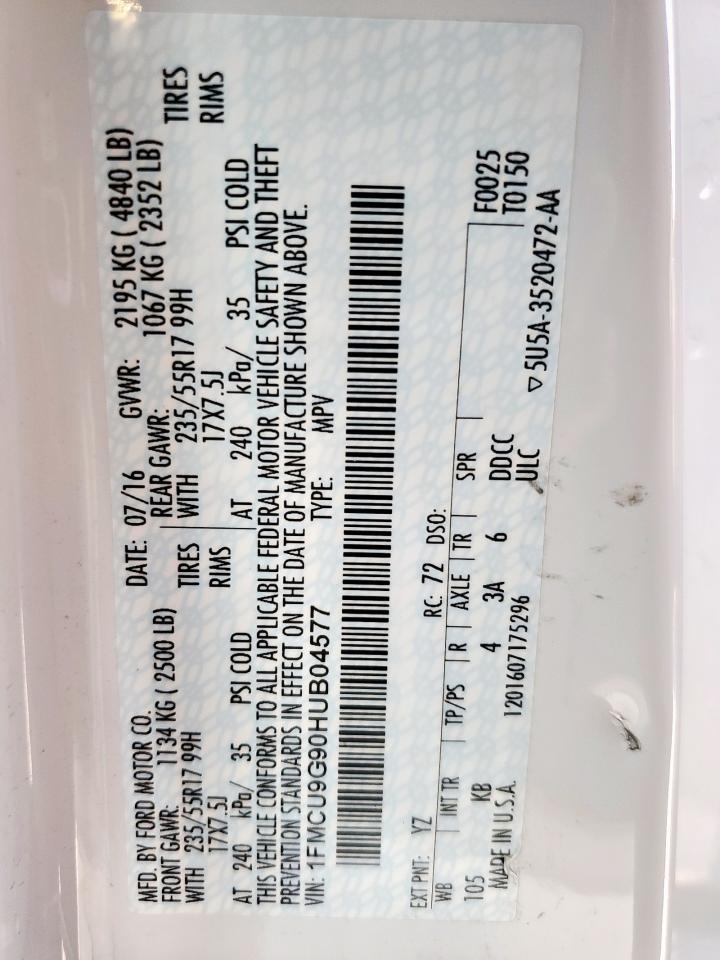 MFD. BY FORD MOTOR CO.
DATE: 07/16 GVWR: 2195 KG ( 4840 LB)
FRONT GAWR: 1134 KG ( 2500 LB) REAR GAWR: 1067 KG ( 2352 LB)
WITH 235/55R17 99H TIRES WITH 235/55R17 99H TIRES
17X7.5J RIMS 17X7.5J RIMS
AT 240 kPa/ 35 PSI COLD AT 240 kPa/ 35 PSI COLD
THIS VEHICLE CONFORMS TO ALL APPLICABLE FEDERAL MOTOR VEHICLE SAFETY AND THEFT
PREVENTION STANDARDS IN EFFECT ON THE DATE OF MANUFACTURE SHOWN ABOVE.
VIN: 1FMCU9G90HUB04577 TYPE: MPV
EXT PNT: YZ RC: 72 DSO:
WB INT TR TP/PS R AXLE TR SPR F0025
T0150
105 KB 4 3A 6 DDCC
MADE IN U.S.A. 1201607175296 ULC
▽ 5U5A-3520472-AA